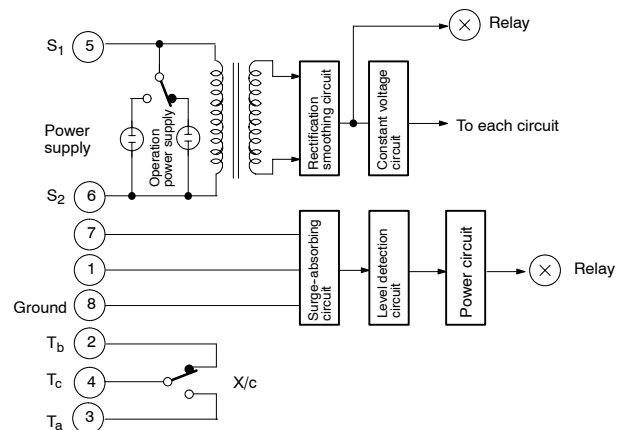 S1 5
Relay
Rectification smoothing circuit
Constant voltage circuit
To each circuit
Power supply
Operation power supply
S2 6
7
1
Ground 8
Surge-absorbing circuit
Level detection circuit
Power circuit
Relay
Tb 2
Tc 4
X/c
Ta 3